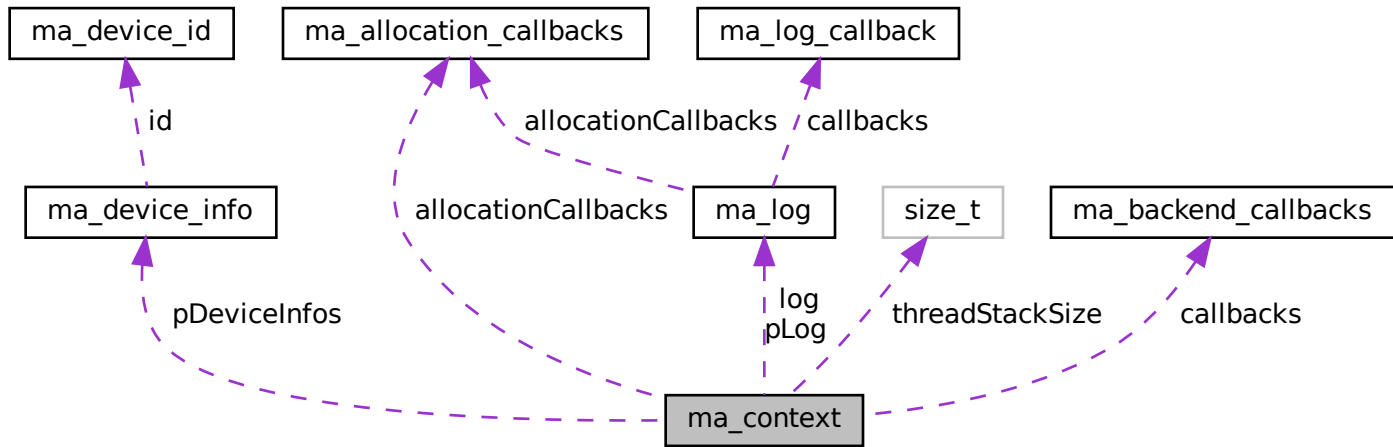 ma_device_id
ma_allocation_callbacks
ma_log_callback
id
allocationCallbacks
callbacks
ma_device_info
allocationCallbacks
ma_log
size_t
ma_backend_callbacks
pDeviceInfos
log
pLog
threadStackSize
callbacks
ma_context